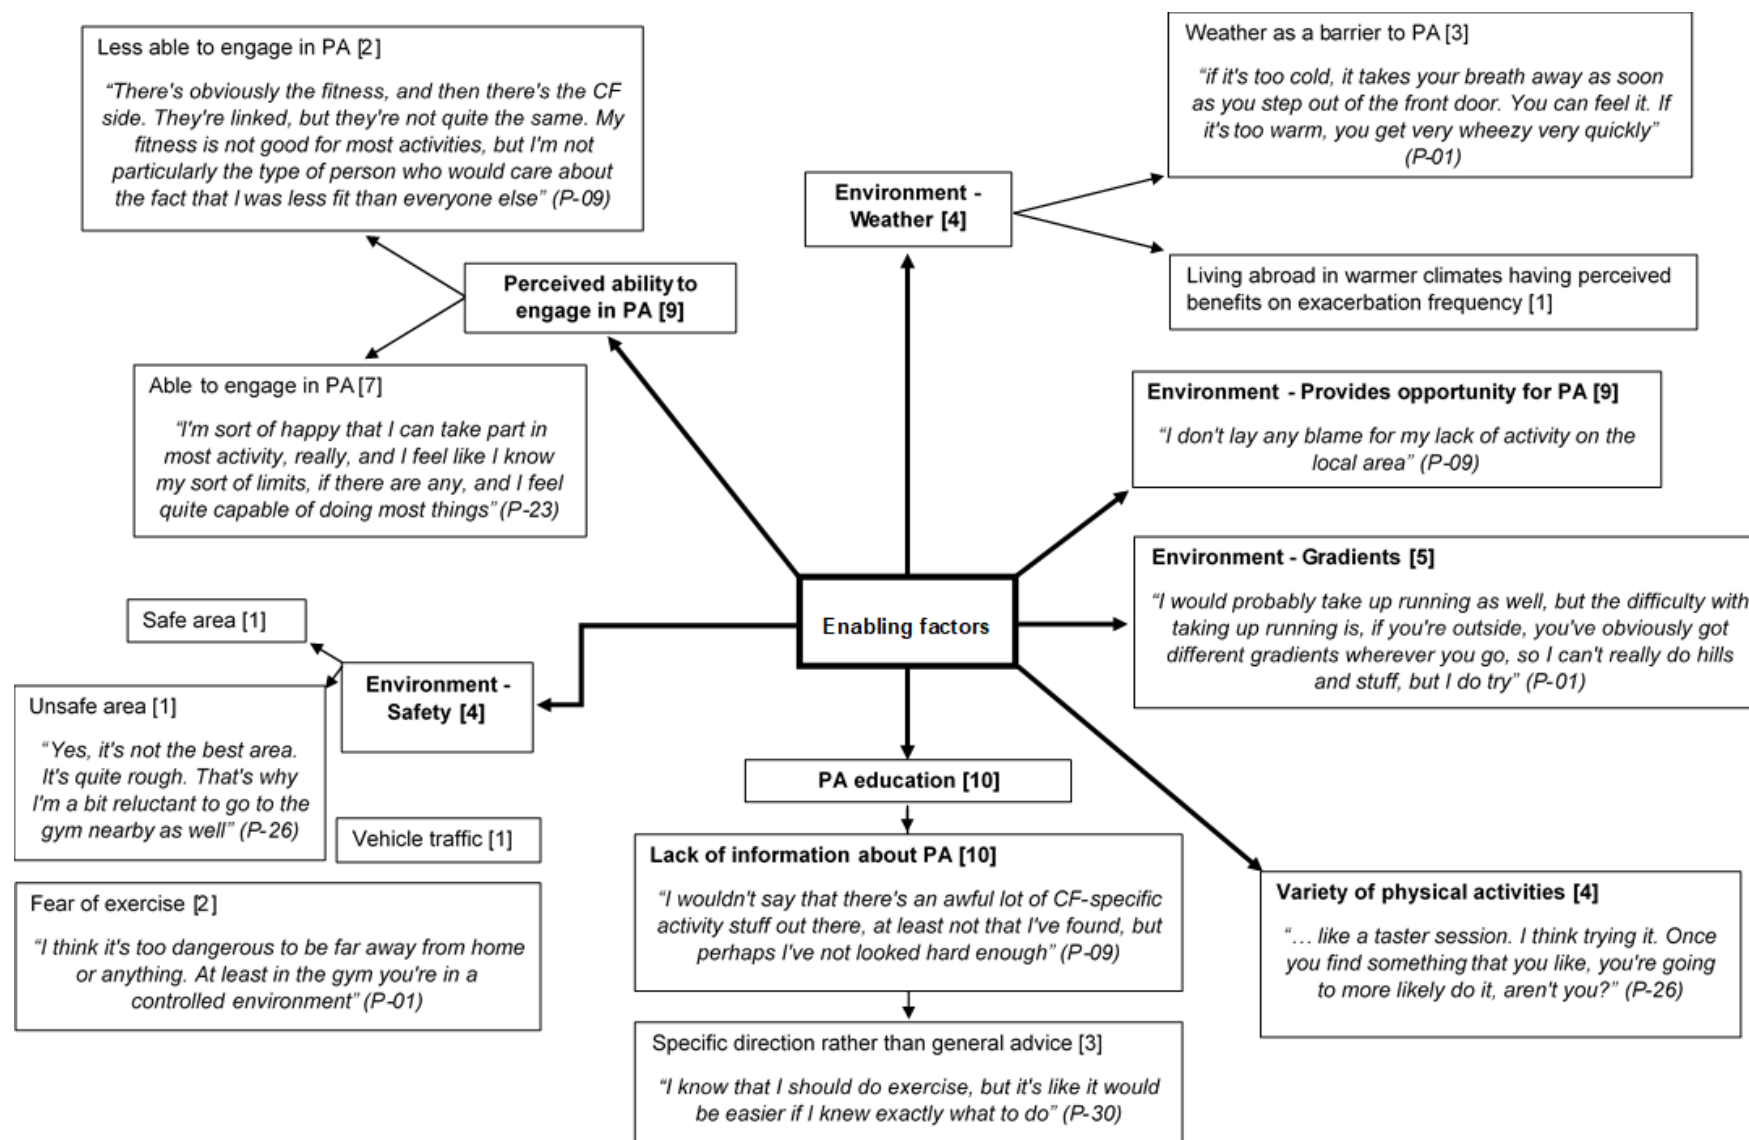 Less able to engage in PA [2]
“There's obviously the fitness, and then there's the CF
side. They're linked, but they're not quite the same. My
fitness is not good for most activities, but I'm not
particularly the type of person who would care about
the fact that I was less fit than everyone else” (P-09)
Weather as a barrier to PA [3]
“if it's too cold, it takes your breath away as soon
as you step out of the front door. You can feel it. If
it's too warm, you get very wheezy very quickly”
(P-01)
Environment -
Weather [4]
Living abroad in warmer climates having perceived
benefits on exacerbation frequency [1]
Perceived ability to
engage in PA [9]
Able to engage in PA [7]
“I'm sort of happy that I can take part in
most activity, really, and I feel like I know
my sort of limits, if there are any, and I feel
quite capable of doing most things” (P-23)
Environment - Provides opportunity for PA [9]
“I don't lay any blame for my lack of activity on the
local area” (P-09)
Environment - Gradients [5]
“I would probably take up running as well, but the difficulty with
taking up running is, if you're outside, you've obviously got
different gradients wherever you go, so I can't really do hills
and stuff, but I do try” (P-01)
Enabling factors
Safe area [1]
Environment -
Safety [4]
Unsafe area [1]
“Yes, it's not the best area.
It's quite rough. That's why
I'm a bit reluctant to go to the
gym nearby as well” (P-26)
Vehicle traffic [1]
Fear of exercise [2]
“I think it's too dangerous to be far away from home
or anything. At least in the gym you're in a
controlled environment” (P-01)
PA education [10]
Lack of information about PA [10]
“I wouldn't say that there's an awful lot of CF-specific
activity stuff out there, at least not that I've found, but
perhaps I've not looked hard enough” (P-09)
Specific direction rather than general advice [3]
“I know that I should do exercise, but it's like it would
be easier if I knew exactly what to do” (P-30)
Variety of physical activities [4]
“… like a taster session. I think trying it. Once
you find something that you like, you're going
to more likely do it, aren't you?” (P-26)